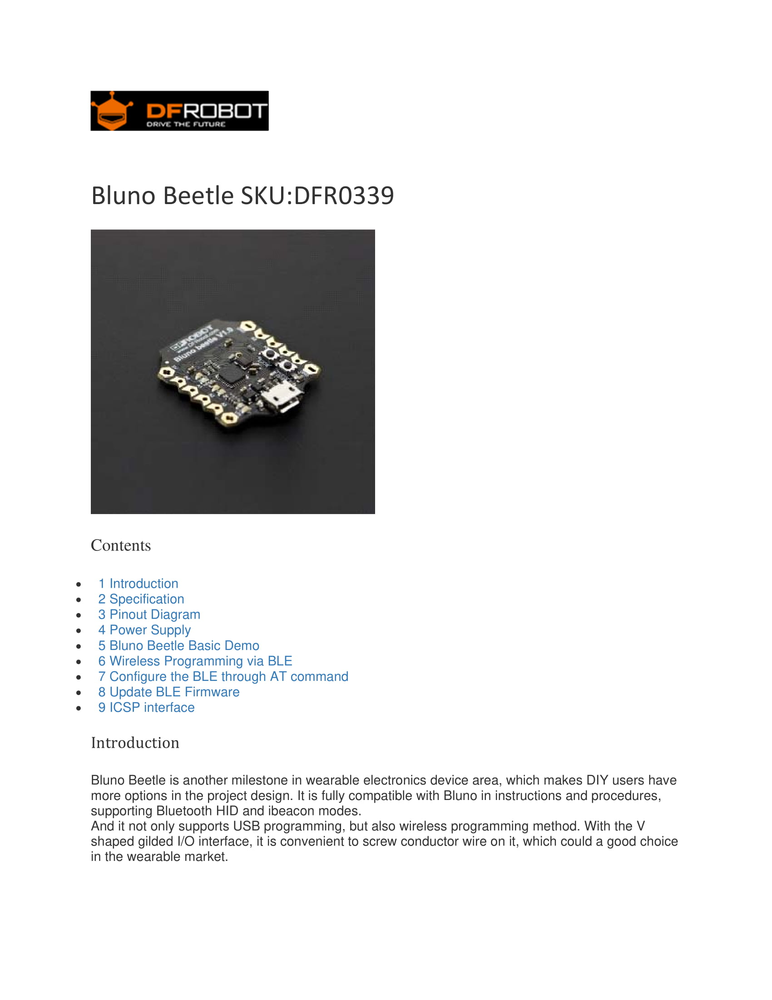 DFROBOT
DRIVE THE FUTURE
Bluno Beetle SKU:DFR0339
DFROBOT
www.DFRobot.com
Bluno beetle V1.0
Contents
1 Introduction
2 Specification
3 Pinout Diagram
4 Power Supply
5 Bluno Beetle Basic Demo
6 Wireless Programming via BLE
7 Configure the BLE through AT command
8 Update BLE Firmware
9 ICSP interface
Introduction
Bluno Beetle is another milestone in wearable electronics device area, which makes DIY users have
more options in the project design. It is fully compatible with Bluno in instructions and procedures,
supporting Bluetooth HID and ibeacon modes.
And it not only supports USB programming, but also wireless programming method. With the V
shaped gilded I/O interface, it is convenient to screw conductor wire on it, which could a good choice
in the wearable market.